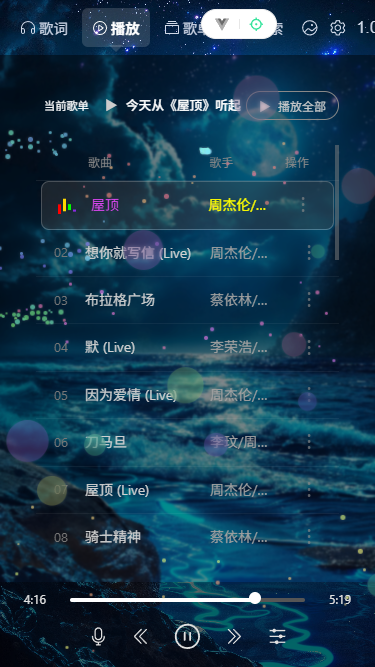 歌词 播放 歌单 索 1.0
当前歌单 今天从《屋顶》听起 播放全部
歌曲 歌手 操作
屋顶 周杰伦/...
02 想你就写信 (Live) 周杰伦/...
03 布拉格广场 蔡依林/...
04 默 (Live) 李荣浩/...
05 因为爱情 (Live) 周杰伦/...
06 刀马旦 李玟/周...
07 屋顶 (Live) 周杰伦/...
08 骑士精神 蔡依林/...
4:16 5:19